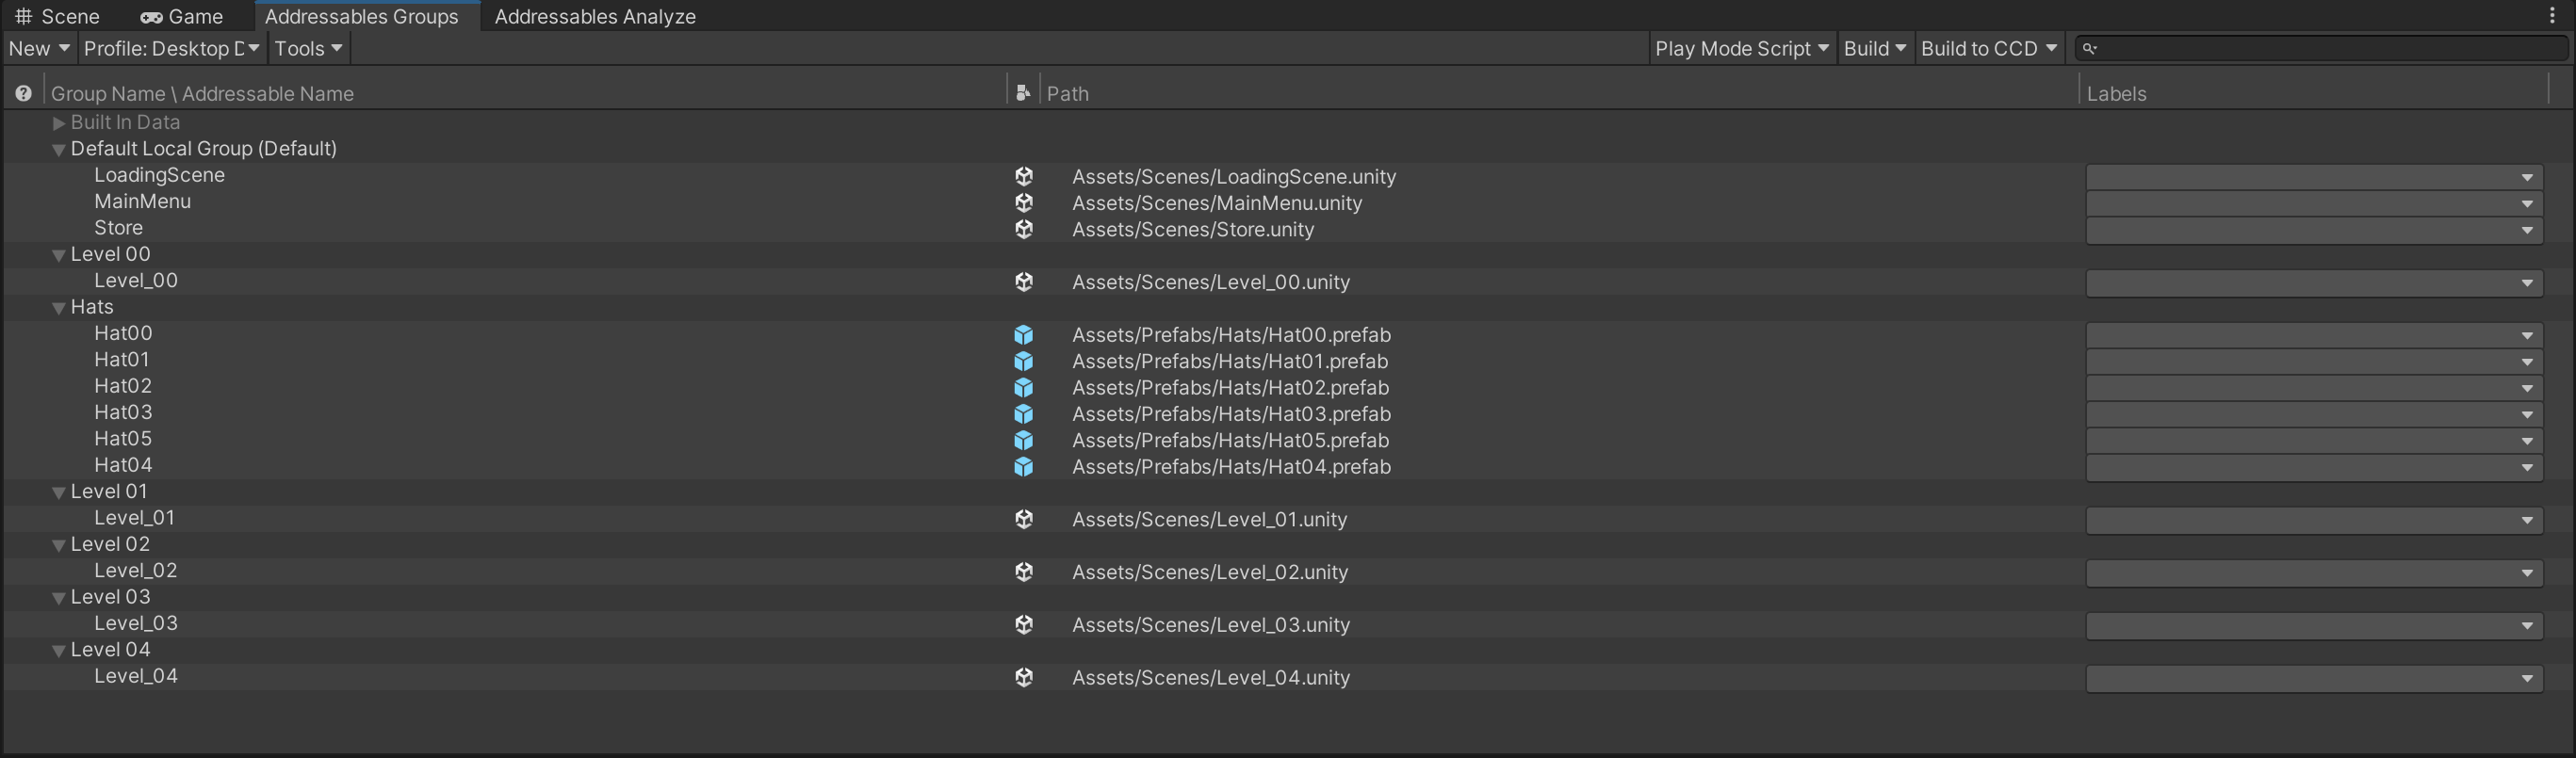 Scene Game Addressables Groups Addressables Analyze
New Profile: Desktop D Tools Play Mode Script Build Build to CCD
Group Name \ Addressable Name Path Labels
Built In Data
Default Local Group (Default)
LoadingScene Assets/Scenes/LoadingScene.unity
MainMenu Assets/Scenes/MainMenu.unity
Store Assets/Scenes/Store.unity
Level 00
Level_00 Assets/Scenes/Level_00.unity
Hats
Hat00 Assets/Prefabs/Hats/Hat00.prefab
Hat01 Assets/Prefabs/Hats/Hat01.prefab
Hat02 Assets/Prefabs/Hats/Hat02.prefab
Hat03 Assets/Prefabs/Hats/Hat03.prefab
Hat05 Assets/Prefabs/Hats/Hat05.prefab
Hat04 Assets/Prefabs/Hats/Hat04.prefab
Level 01
Level_01 Assets/Scenes/Level_01.unity
Level 02
Level_02 Assets/Scenes/Level_02.unity
Level 03
Level_03 Assets/Scenes/Level_03.unity
Level 04
Level_04 Assets/Scenes/Level_04.unity